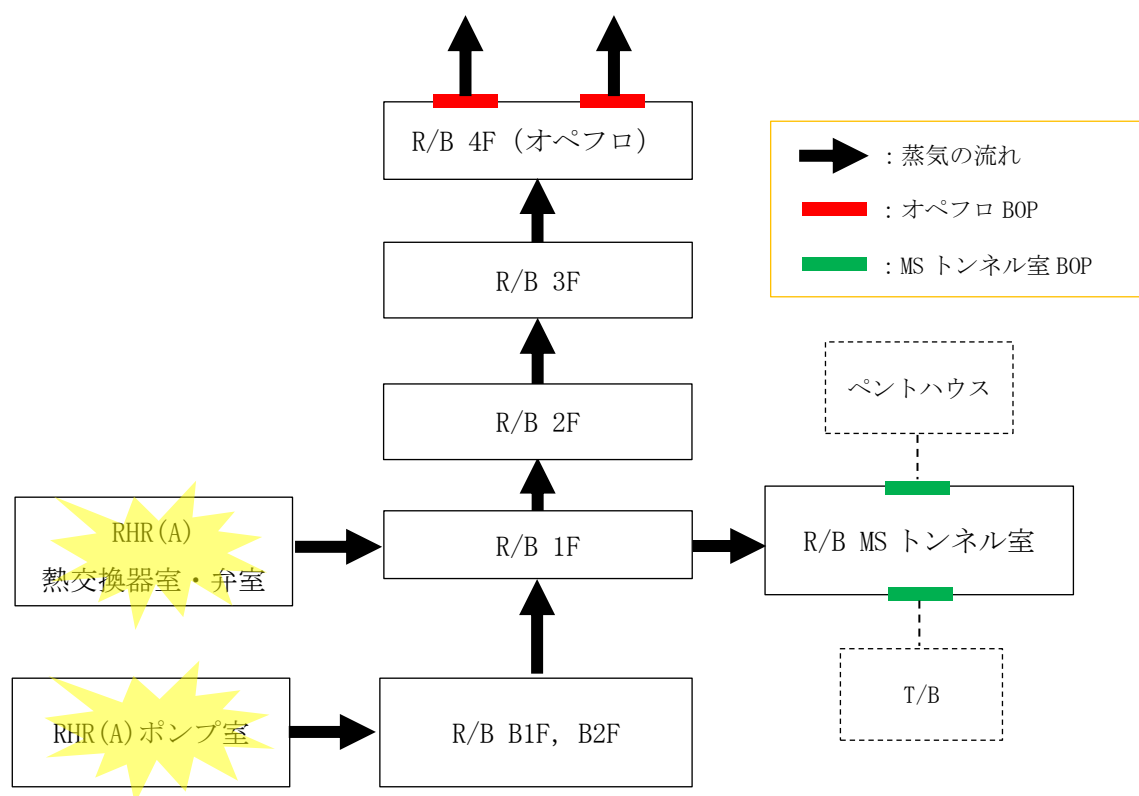 R/B 4F (オペフロ)
：蒸気の流れ
：オペフロ BOP
：MS トンネル室 BOP
R/B 3F
ペントハウス
R/B 2F
RHR(A)
熱交換器室・弁室
R/B 1F
R/B MS トンネル室
RHR(A)ポンプ室
R/B B1F, B2F
T/B